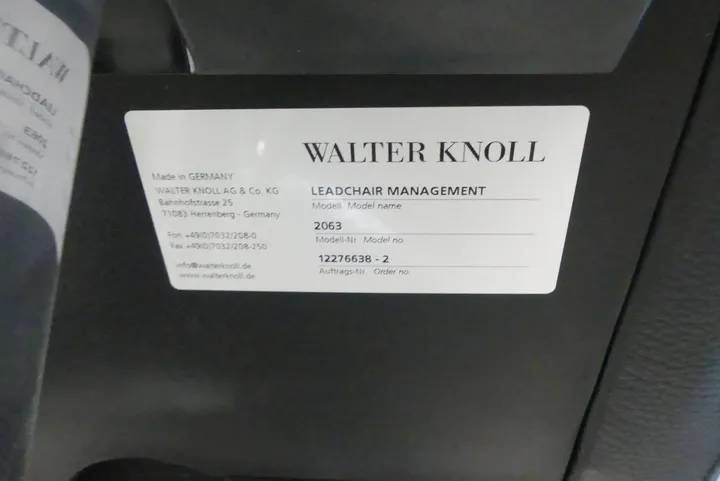 WALTER KNOLL
Made in GERMANY
WALTER KNOLL AG & Co. KG
Bahnhofstrasse 25
71083 Herrenberg - Germany
Fon +49(0)7032/208-0
Fax +49(0)7032/208-250
info@walterknoll.de
www.walterknoll.de
LEADCHAIR MANAGEMENT
Modell Model name
2063
Modell-Nr. Model no.
12276638 - 2
Auftrags-Nr. Order no.